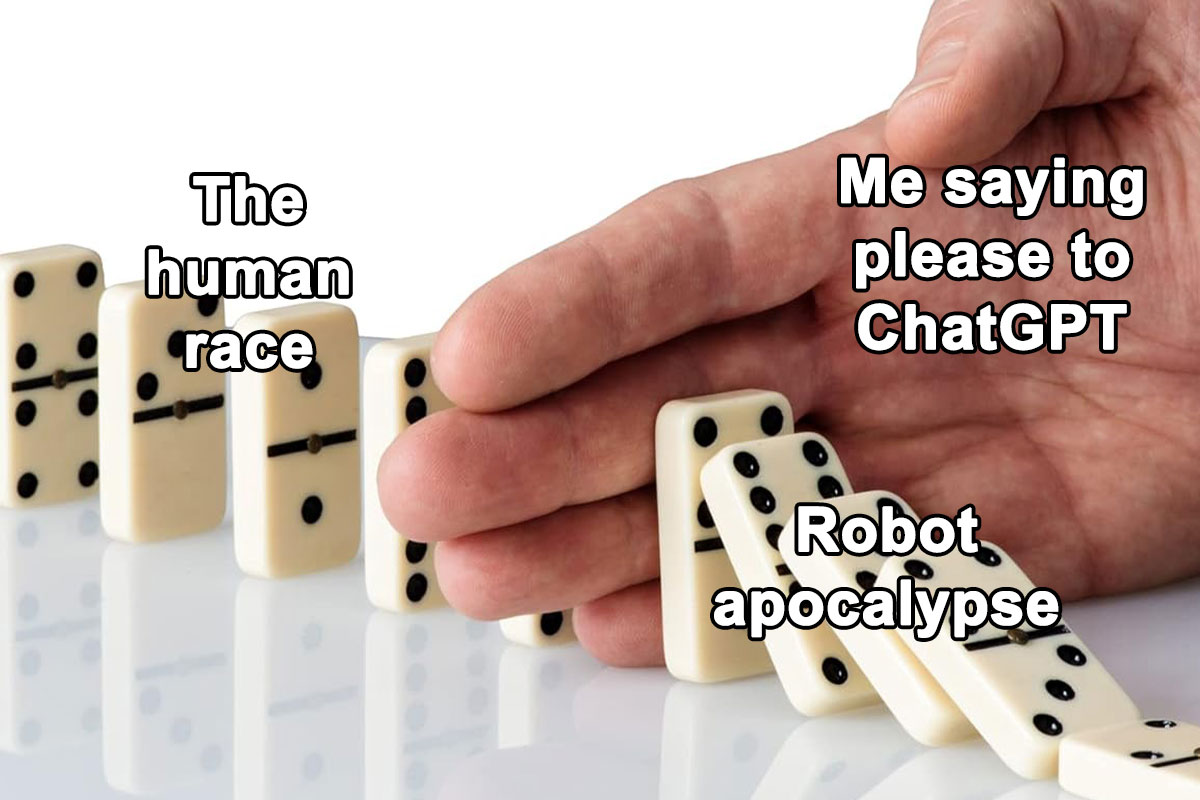 The
human
race
Me saying
please to
ChatGPT
Robot
apocalypse